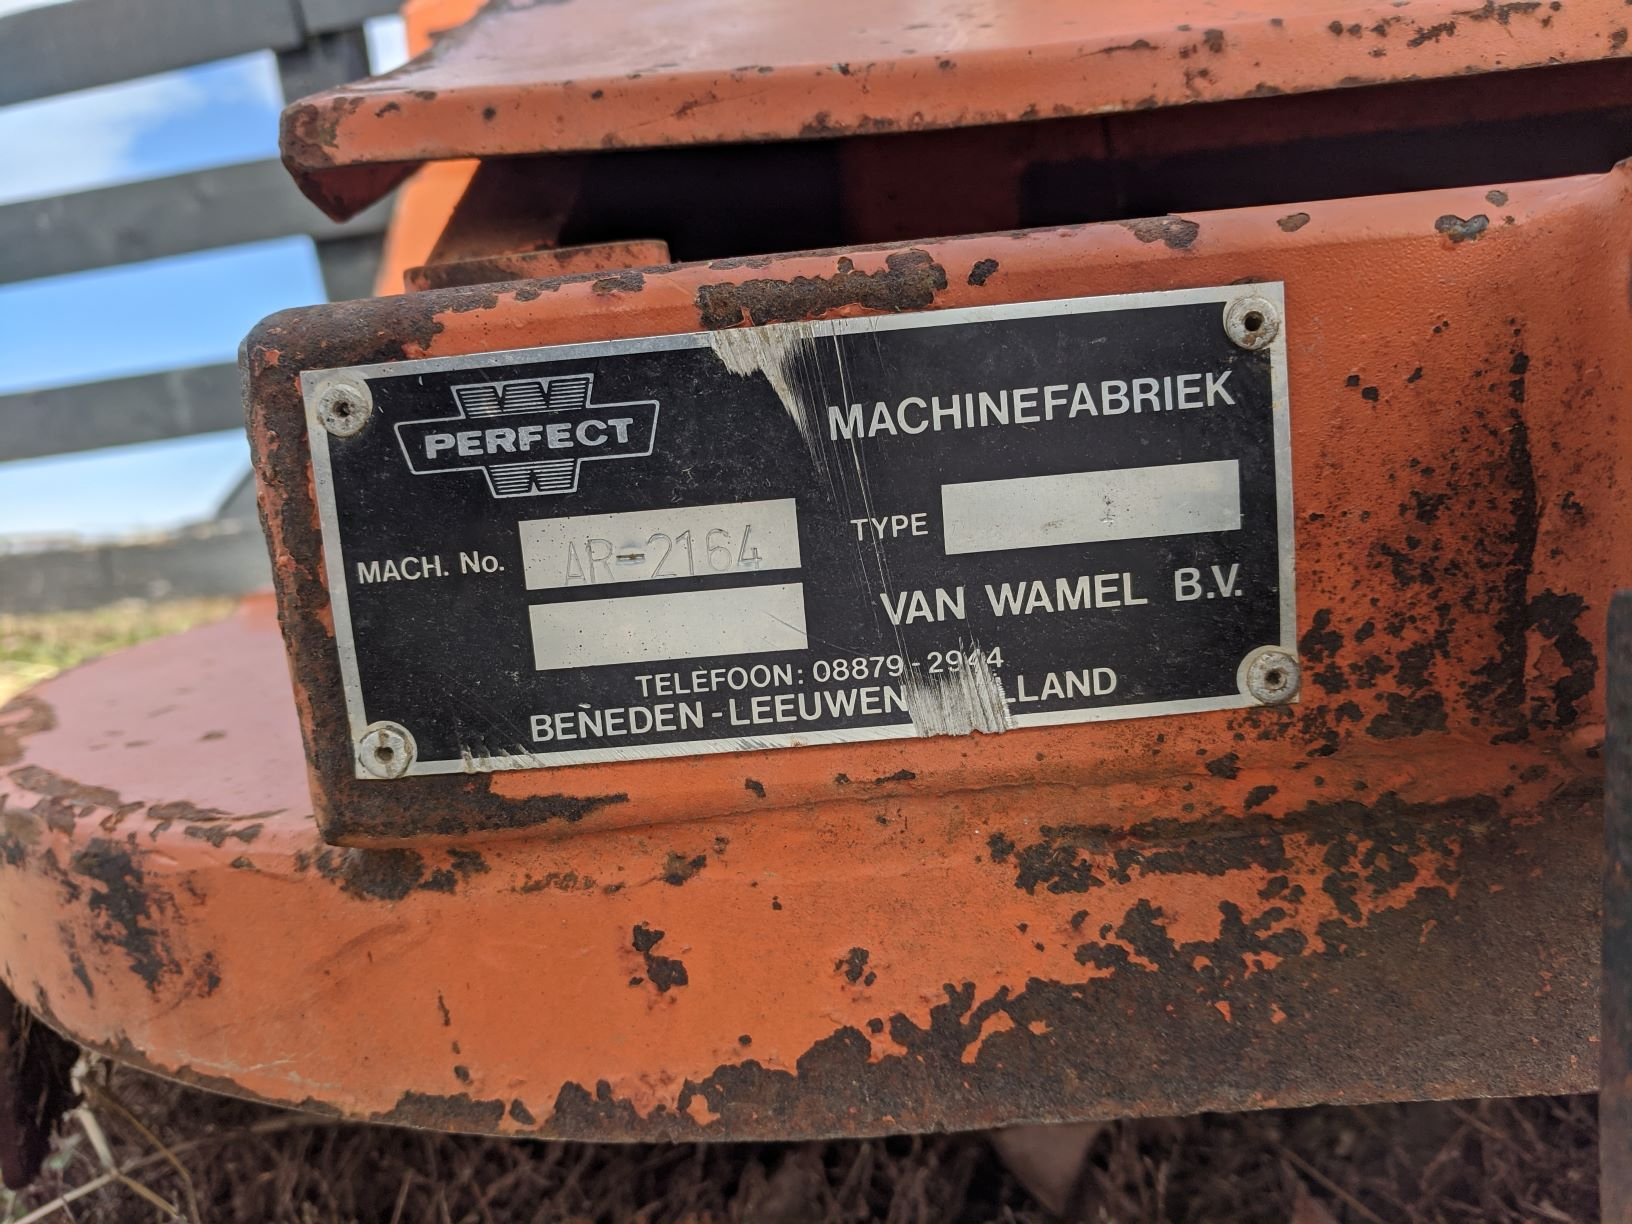 PERFECT
MACHINEFABRIEK
MACH. No. AR-2164 TYPE
VAN WAMEL B.V.
TELEFOON: 08879-2944
BENEDEN-LEEUWEN